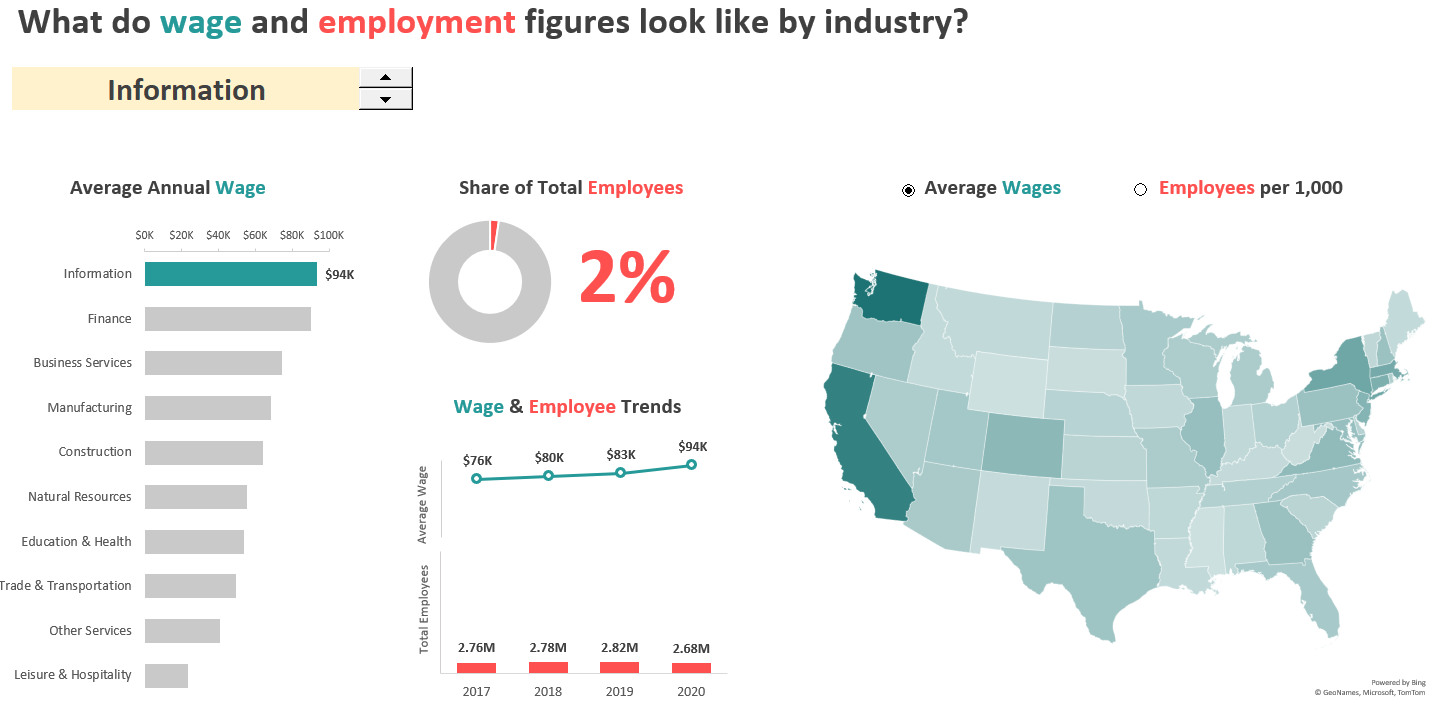 What do wage and employment figures look like by industry?
Information
Average Annual Wage
$0K $20K $40K $60K $80K $100K
Information $94K
Finance
Business Services
Manufacturing
Construction
Natural Resources
Education & Health
Trade & Transportation
Other Services
Leisure & Hospitality
Share of Total Employees
2%
Wage & Employee Trends
Average Wage
$76K $80K $83K $94K
Total Employees
2.76M 2.78M 2.82M 2.68M
2017 2018 2019 2020
Average Wages
Employees per 1,000
Powered by Bing
© GeoNames, Microsoft, TomTom